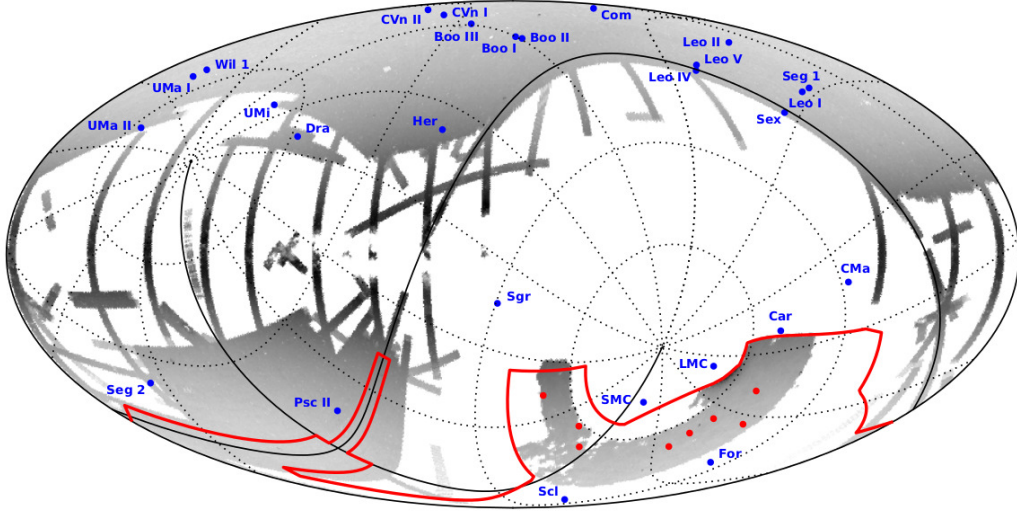 CVn II
CVn I
Com
Boo III
Boo I
Boo II
Leo II
Leo V
Leo IV
Wil 1
UMa I
Seg 1
Leo I
Sex
UMi
UMa II
Dra
Her
CMa
Sgr
Car
LMC
Seg 2
Psc II
SMC
For
Scl